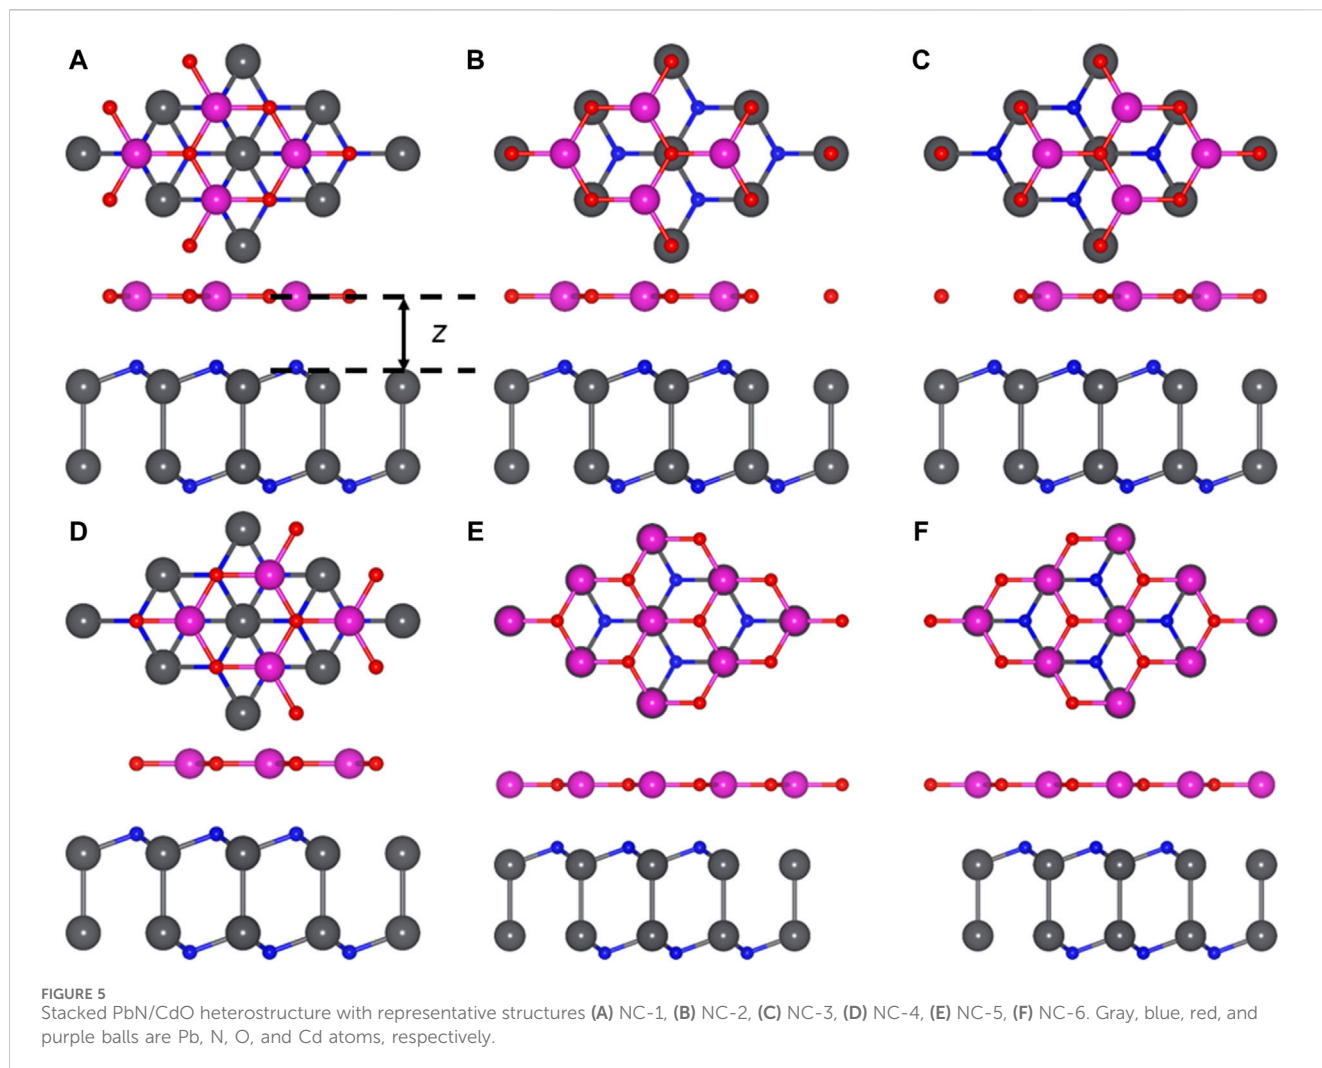 A
B
C
z
D
E
F
FIGURE 5
Stacked PbN/CdO heterostructure with representative structures (A) NC-1, (B) NC-2, (C) NC-3, (D) NC-4, (E) NC-5, (F) NC-6. Gray, blue, red, and
purple balls are Pb, N, O, and Cd atoms, respectively.